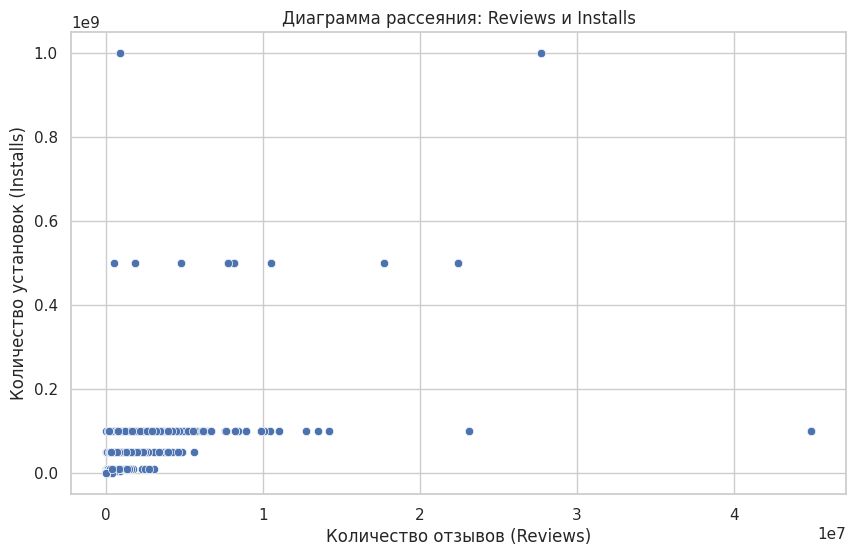 Диаграмма рассеяния: Reviews и Installs
1e9
1.0
0.8
0.6
0.4
0.2
0.0
Количество установок (Installs)
0 1 2 3 4
1e7
Количество отзывов (Reviews)